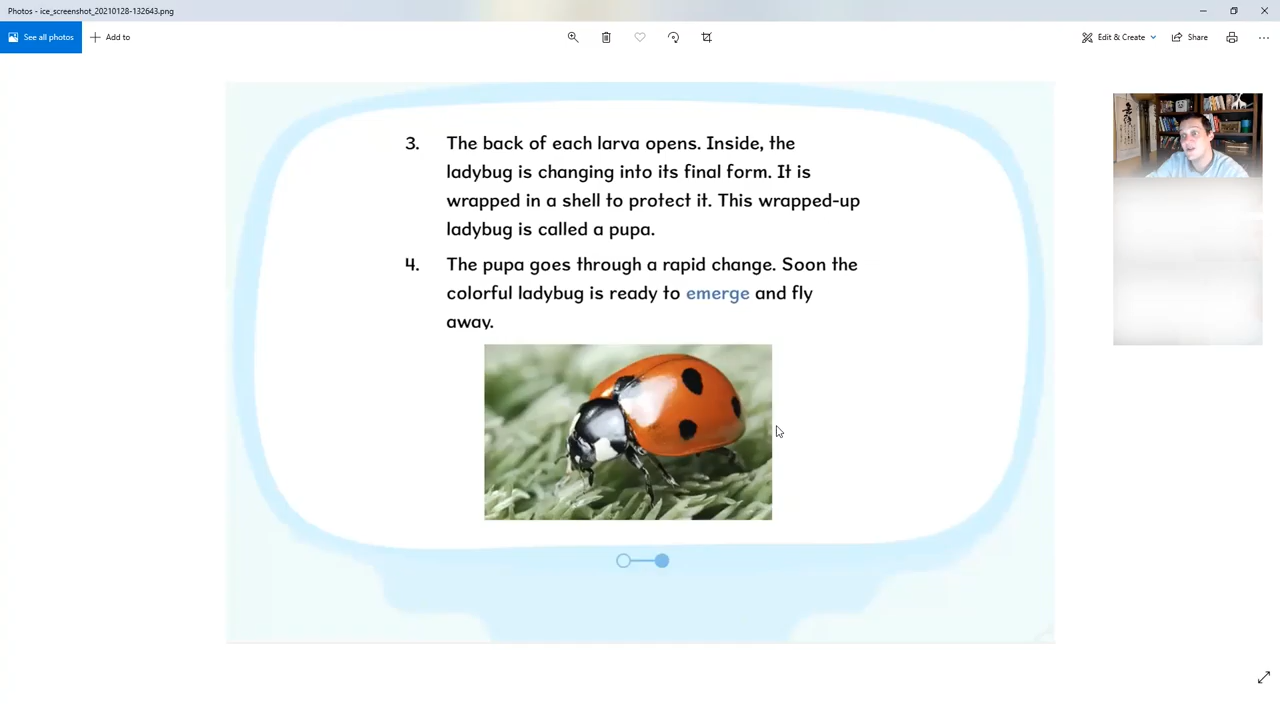 Photos - ice_screenshot_20210128-132643.png
See all photos
Add to
Edit & Create
Share
3. The back of each larva opens. Inside, the
ladybug is changing into its final form. It is
wrapped in a shell to protect it. This wrapped-up
ladybug is called a pupa.
4. The pupa goes through a rapid change. Soon the
colorful ladybug is ready to emerge and fly
away.